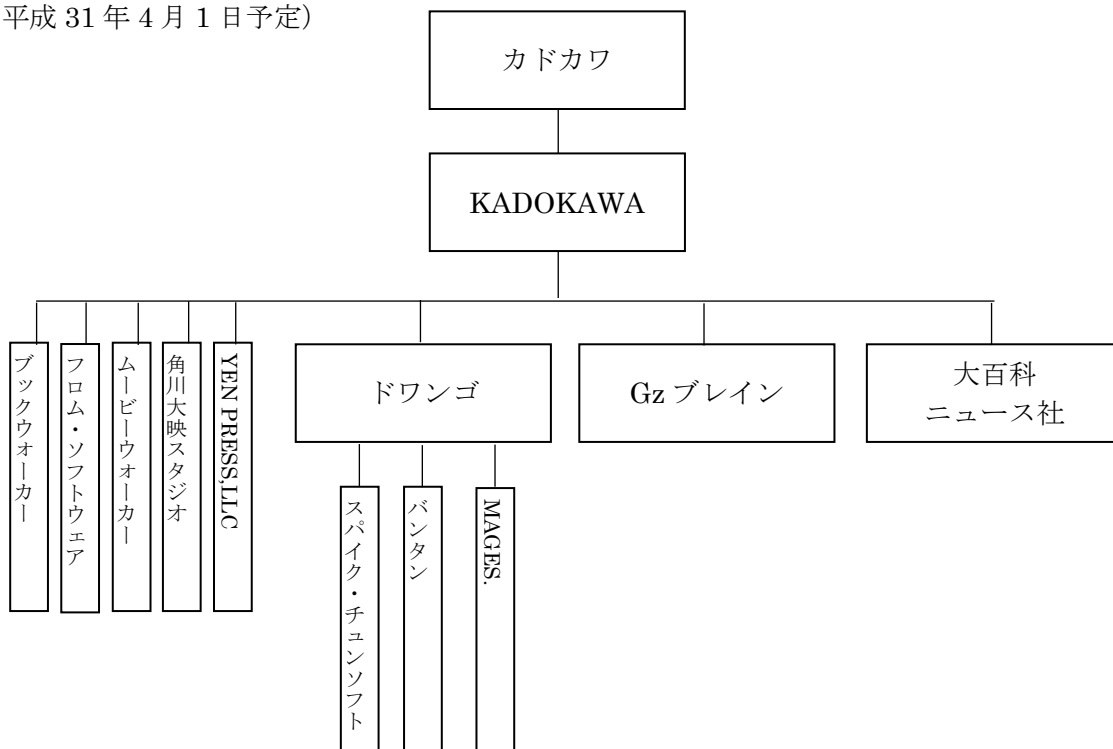 平成 31 年 4 月 1 日予定）
カドカワ
KADOKAWA
ブックウオーカー
フロム・ソフトウェア
ムービーウォーカー
角川大映スタジオ
YEN PRESS,LLC
ドワンゴ
Gz ブレイン
大百科
ニュース社
スパイク・チュンソフト
バンタン
MAGES.